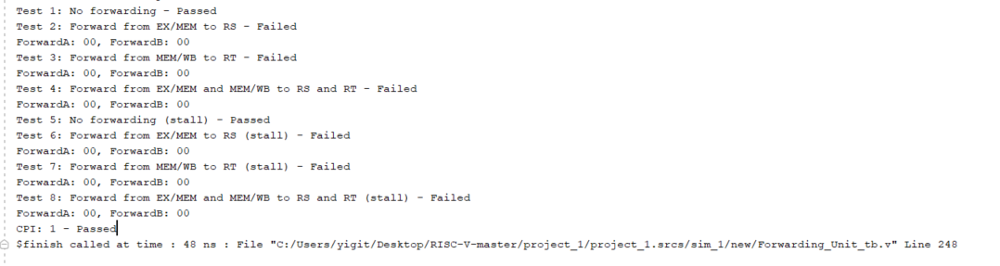 Test 1: No forwarding - Passed
Test 2: Forward from EX/MEM to RS - Failed
ForwardA: 00, ForwardB: 00
Test 3: Forward from MEM/WB to RT - Failed
ForwardA: 00, ForwardB: 00
Test 4: Forward from EX/MEM and MEM/WB to RS and RT - Failed
ForwardA: 00, ForwardB: 00
Test 5: No forwarding (stall) - Passed
Test 6: Forward from EX/MEM to RS (stall) - Failed
ForwardA: 00, ForwardB: 00
Test 7: Forward from MEM/WB to RT (stall) - Failed
ForwardA: 00, ForwardB: 00
Test 8: Forward from EX/MEM and MEM/WB to RS and RT (stall) - Failed
ForwardA: 00, ForwardB: 00
CPI: 1 - Passed
$finish called at time : 48 ns : File "C:/Users/yigit/Desktop/RISC-V-master/project_1/project_1.srcs/sim_1/new/Forwarding_Unit_tb.v" Line 248